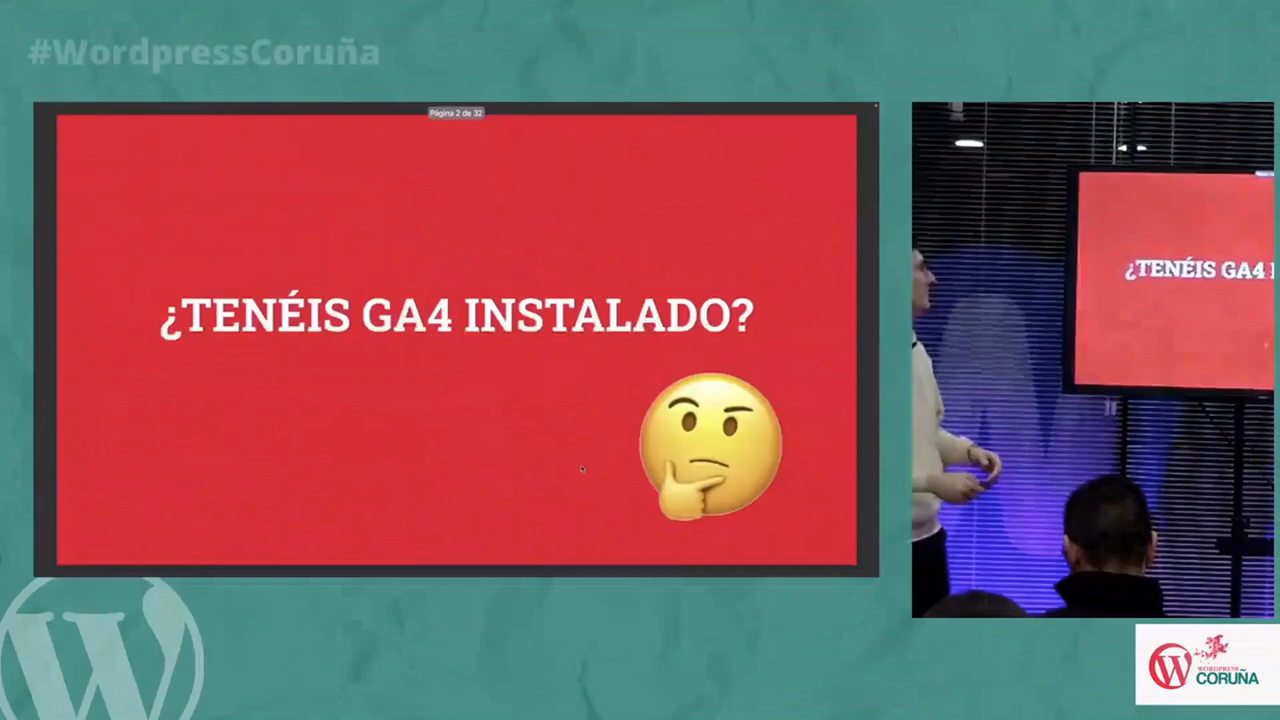 #WordpressCoruña
Página 2 de 32
¿TENÉIS GA4 INSTALADO?
¿TENÉIS GA4
WORDPRESS
CORUÑA